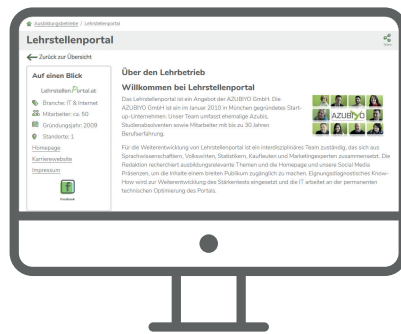 Ausbildungsbetriebe / Lehrstellenportal
Lehrstellenportal
Teilen
Zurück zur Übersicht
Auf einen Blick
Lehrstellen Portal.at
Branche: IT & Internet
Mitarbeiter: ca. 50
Gründungsjahr: 2009
Standorte: 1
Homepage
Karrierewebsite
Impressum
Facebook
Über den Lehrbetrieb
Willkommen bei Lehrstellenportal
Das Lehrstellenportal ist ein Angebot der AZUBIYO GmbH. Die
AZUBIYO GmbH ist ein im Januar 2010 in München gegründetes Start-
up-Unternehmen. Unser Team umfasst ehemalige Azubis,
Studienabsolventen sowie Mitarbeiter mit bis zu 30 Jahren
Berufserfahrung.
AZUBIYO
Für die Weiterentwicklung von Lehrstellenportal ist ein interdisziplinäres Team zuständig, das sich aus
Sprachwissenschaftlern, Volkswirten, Statistikern, Kaufleuten und Marketingexperten zusammensetzt. Die
Redaktion recherchiert ausbildungsrelevante Themen und die Homepage und unsere Social Media
Präsenzen, um die Inhalte einem breiten Publikum zugänglich zu machen. Eignungsdiagnostisches Know-
How wird zur Weiterentwicklung des Stärkentests eingesetzt und die IT arbeitet an der permanenten
technischen Optimierung des Portals.